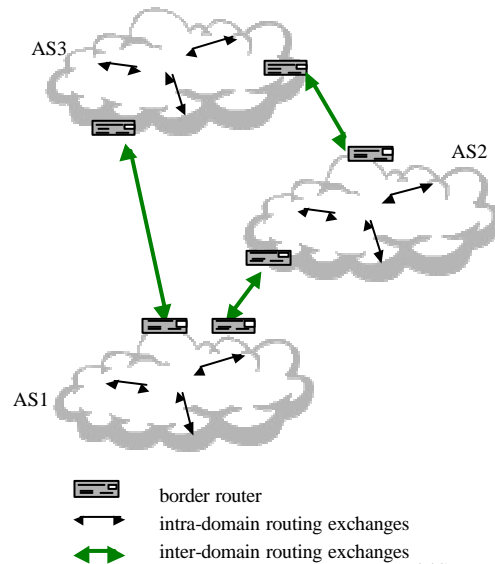 AS3
AS2
AS1
border router
intra-domain routing exchanges
inter-domain routing exchanges